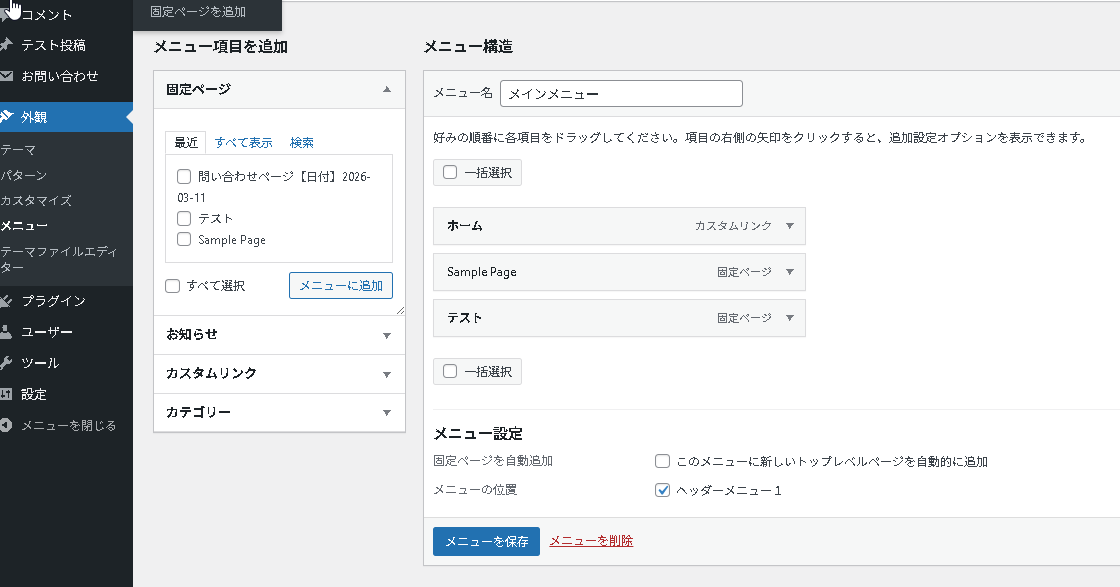 コメント
固定ページを追加
テスト投稿
お問い合わせ
外観
テーマ
パターン
カスタマイズ
メニュー
テーマファイルエディ
ター
プラグイン
ユーザー
ツール
設定
メニューを閉じる
メニュー項目を追加
固定ページ
最近 すべて表示 検索
問い合わせページ【日付】2026-
03-11
テスト
Sample Page
すべて選択 メニューに追加
お知らせ
カスタムリンク
カテゴリー
メニュー構造
メニュー名 メインメニュー
好みの順番に各項目をドラッグしてください。項目の右側の矢印をクリックすると、追加設定オプションを表示できます。
一括選択
ホーム カスタムリンク
Sample Page 固定ページ
テスト 固定ページ
一括選択
メニュー設定
固定ページを自動追加 このメニューに新しいトップレベルページを自動的に追加
メニューの位置 ヘッダーメニュー１
メニューを保存 メニューを削除